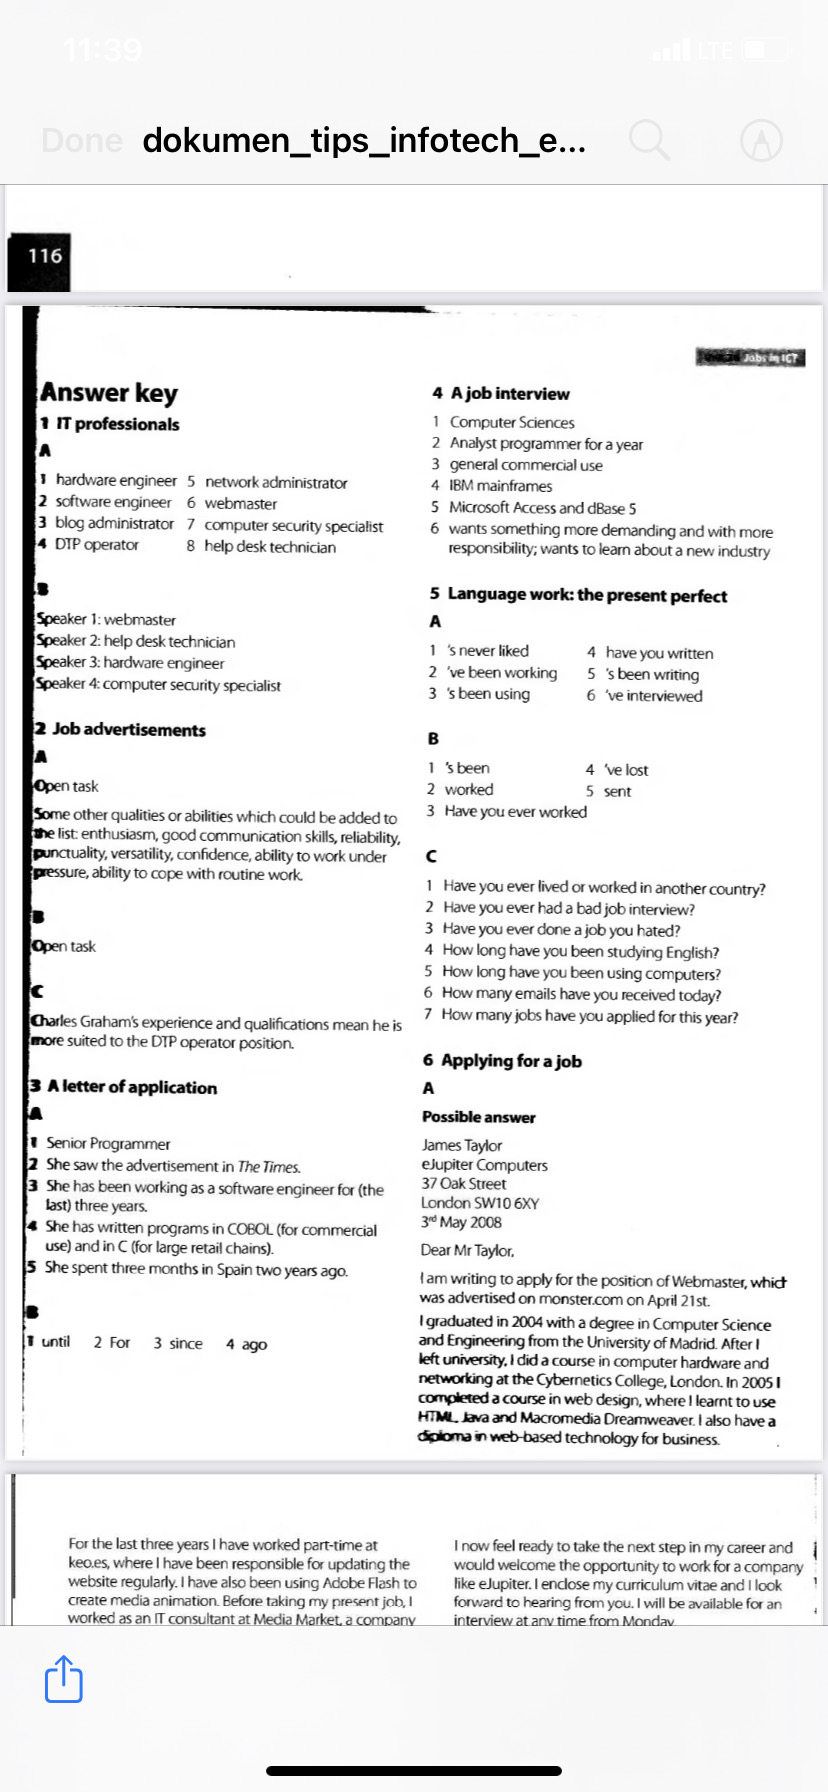 11:39
LTE
Done dokumen_tips_infotech_e...
116
Jobs in ICT
Answer key
1 IT professionals
A
1 hardware engineer 5 network administrator
2 software engineer 6 webmaster
3 blog administrator 7 computer security specialist
4 DTP operator 8 help desk technician
B
Speaker 1: webmaster
Speaker 2: help desk technician
Speaker 3: hardware engineer
Speaker 4: computer security specialist
2 Job advertisements
A
Open task
Some other qualities or abilities which could be added to
the list: enthusiasm, good communication skills, reliability,
punctuality, versatility, confidence, ability to work under
pressure, ability to cope with routine work.
B
Open task
C
Charles Graham's experience and qualifications mean he is
more suited to the DTP operator position.
3 A letter of application
A
1 Senior Programmer
2 She saw the advertisement in The Times.
3 She has been working as a software engineer for (the
last) three years.
4 She has written programs in COBOL (for commercial
use) and in C (for large retail chains).
5 She spent three months in Spain two years ago.
B
1 until 2 For 3 since 4 ago
4 A job interview
1 Computer Sciences
2 Analyst programmer for a year
3 general commercial use
4 IBM mainframes
5 Microsoft Access and dBase 5
6 wants something more demanding and with more
responsibility; wants to learn about a new industry
5 Language work: the present perfect
A
1 's never liked 4 have you written
2 've been working 5 's been writing
3 's been using 6 've interviewed
B
1 's been 4 've lost
2 worked 5 sent
3 Have you ever worked
C
1 Have you ever lived or worked in another country?
2 Have you ever had a bad job interview?
3 Have you ever done a job you hated?
4 How long have you been studying English?
5 How long have you been using computers?
6 How many emails have you received today?
7 How many jobs have you applied for this year?
6 Applying for a job
A
Possible answer
James Taylor
eJupiter Computers
37 Oak Street
London SW10 6XY
3rd May 2008
Dear Mr Taylor,
I am writing to apply for the position of Webmaster, which
was advertised on monster.com on April 21st.
I graduated in 2004 with a degree in Computer Science
and Engineering from the University of Madrid. After I
left university, I did a course in computer hardware and
networking at the Cybernetics College, London. In 2005 I
completed a course in web design, where I learnt to use
HTML, Java and Macromedia Dreamweaver. I also have a
diploma in web-based technology for business.
For the last three years I have worked part-time at
keo.es, where I have been responsible for updating the
website regularly. I have also been using Adobe Flash to
create media animation. Before taking my present job, I
worked as an IT consultant at Media Market, a company
I now feel ready to take the next step in my career and
would welcome the opportunity to work for a company
like eJupiter. I enclose my curriculum vitae and I look
forward to hearing from you. I will be available for an
interview at any time from Monday